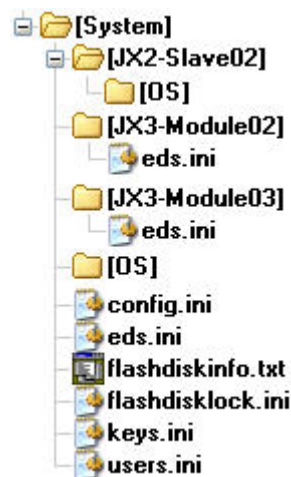 [System]
[JX2-Slave02]
[OS]
[JX3-Module02]
eds.ini
[JX3-Module03]
eds.ini
[OS]
config.ini
eds.ini
flashdiskinfo.txt
flashdisklock.ini
keys.ini
users.ini